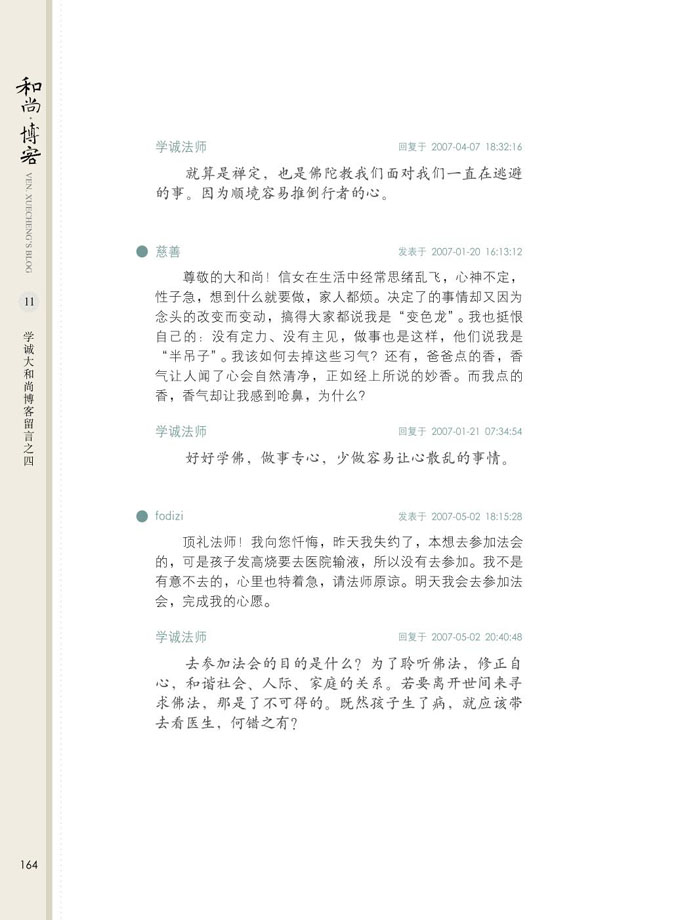 和尚·博客
VEN. XUECHENG'S BLOG
11
学诚大和尚博客留言之四
学诚法师 回复于 2007-04-07 18:32:16
就算是禅定，也是佛陀教我们面对我们一直在逃避
的事。因为顺境容易推倒行者的心。
慈善 发表于 2007-01-20 16:13:12
尊敬的大和尚！信女在生活中经常思绪乱飞，心神不定，
性子急，想到什么就要做，家人都烦。决定了的事情却又因为
念头的改变而变动，搞得大家都说我是“变色龙”。我也挺恨
自己的：没有定力、没有主见，做事也是这样，他们说我是
“半吊子”。我该如何去掉这些习气？还有，爸爸点的香，香
气让人闻了心会自然清净，正如经上所说的妙香。而我点的
香，香气却让我感到呛鼻，为什么？
学诚法师 回复于 2007-01-21 07:34:54
好好学佛，做事专心，少做容易让心散乱的事情。
fodizi 发表于 2007-05-02 18:15:28
顶礼法师！我向您忏悔，昨天我失约了，本想去参加法会
的，可是孩子发高烧要去医院输液，所以没有去参加。我不是
有意不去的，心里也特着急，请法师原谅。明天我会去参加法
会，完成我的心愿。
学诚法师 回复于 2007-05-02 20:40:48
去参加法会的目的是什么？为了聆听佛法，修正自
心，和谐社会、人际、家庭的关系。若要离开世间来寻
求佛法，那是了不可得的。既然孩子生了病，就应该带
去看医生，何错之有？
164